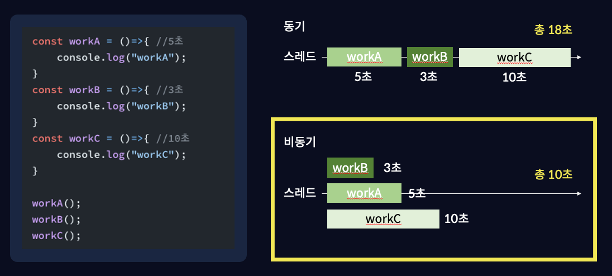 const workA = ()=>{ //5초
console.log("workA");
}
const workB = ()=>{ //3초
console.log("workB");
}
const workC = ()=>{ //10초
console.log("workC");
}
workA();
workB();
workC();
동기
총 18초
스레드
workA
workB
workC
5초
3초
10초
비동기
workB
3초
총 10초
스레드
workA
5초
workC
10초